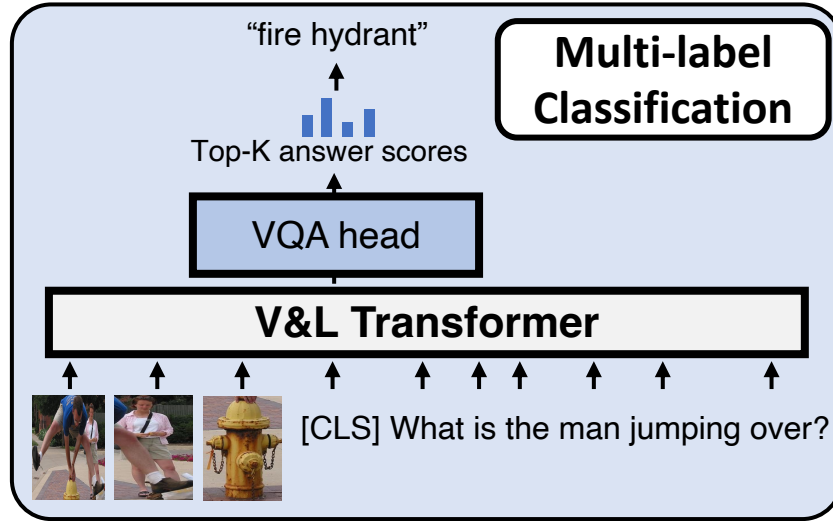 “fire hydrant”
Multi-label
Classification
Top-K answer scores
VQA head
V&L Transformer
[CLS] What is the man jumping over?